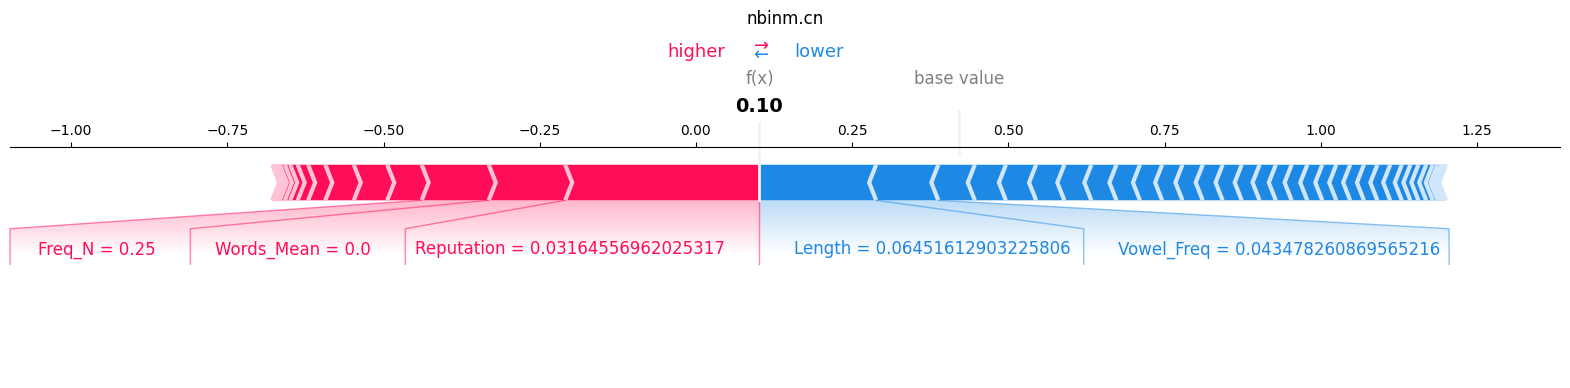 nbinm.cn
higher ⇄ lower
f(x) base value
0.10
−1.00 −0.75 −0.50 −0.25 0.00 0.25 0.50 0.75 1.00 1.25
Freq_N = 0.25 Words_Mean = 0.0 Reputation = 0.03164556962025317 Length = 0.06451612903225806 Vowel_Freq = 0.043478260869565216